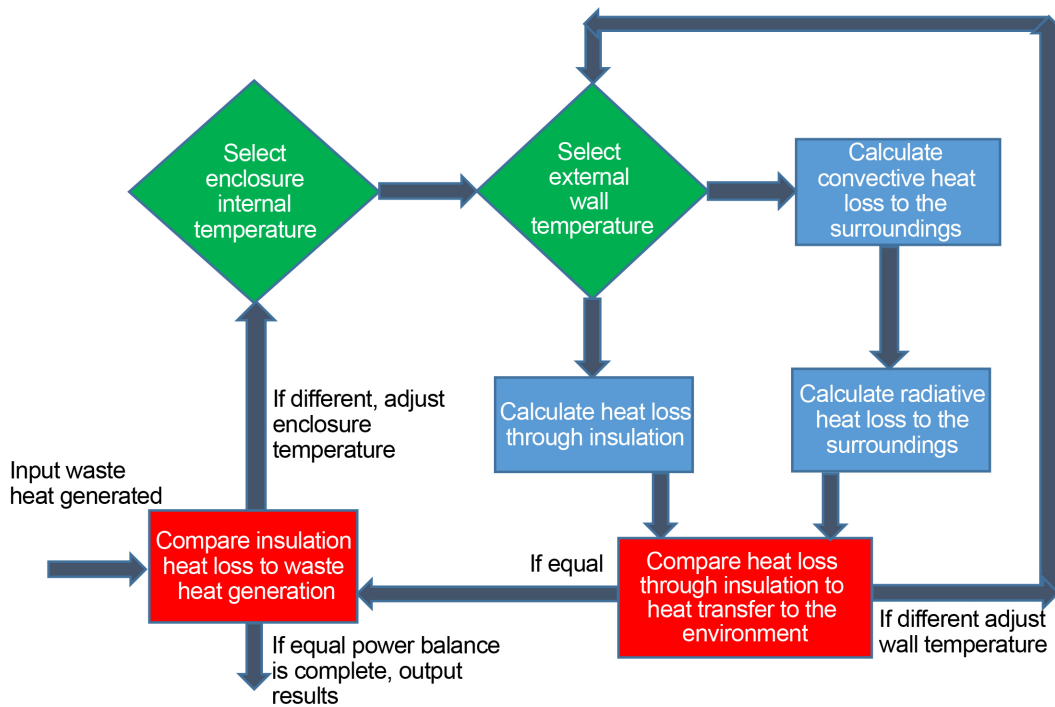 Select
enclosure
internal
temperature
Select
external
wall
temperature
Calculate
convective heat
loss to the
surroundings
If different, adjust
enclosure
temperature
Calculate heat loss
through insulation
Calculate radiative
heat loss to the
surroundings
Input waste
heat generated
Compare insulation
heat loss to waste
heat generation
If equal
Compare heat loss
through insulation to
heat transfer to the
environment
If different adjust
wall temperature
If equal power balance
is complete, output
results